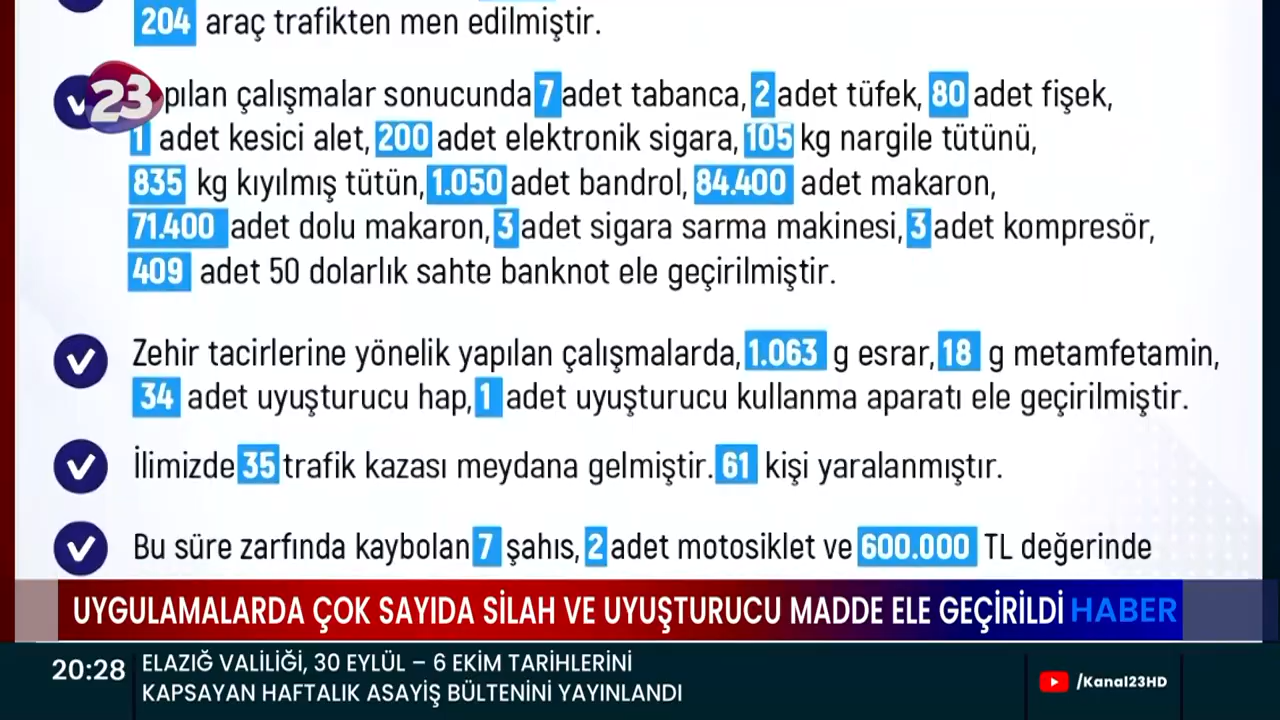 204 araç trafikten men edilmiştir.
23
pılan çalışmalar sonucunda 7 adet tabanca, 2 adet tüfek, 80 adet fişek,
1 adet kesici alet, 200 adet elektronik sigara, 105 kg nargile tütünü,
835 kg kıyılmış tütün, 1.050 adet bandrol, 84.400 adet makaron,
71.400 adet dolu makaron, 3 adet sigara sarma makinesi, 3 adet kompresör,
409 adet 50 dolarlık sahte banknot ele geçirilmiştir.
Zehir tacirlerine yönelik yapılan çalışmalarda, 1.063 g esrar, 18 g metamfetamin,
34 adet uyuşturucu hap, 1 adet uyuşturucu kullanma aparatı ele geçirilmiştir.
İlimizde 35 trafik kazası meydana gelmiştir. 61 kişi yaralanmıştır.
Bu süre zarfında kaybolan 7 şahıs, 2 adet motosiklet ve 600.000 TL değerinde
UYGULAMALARDA ÇOK SAYIDA SİLAH VE UYUŞTURUCU MADDE ELE GEÇİRİLDİ HABER
20:28
ELAZIĞ VALİLİĞİ, 30 EYLÜL – 6 EKİM TARİHLERİNİ
KAPSAYAN HAFTALIK ASAYİŞ BÜLTENİNİ YAYINLANDI
/Kanal23HD